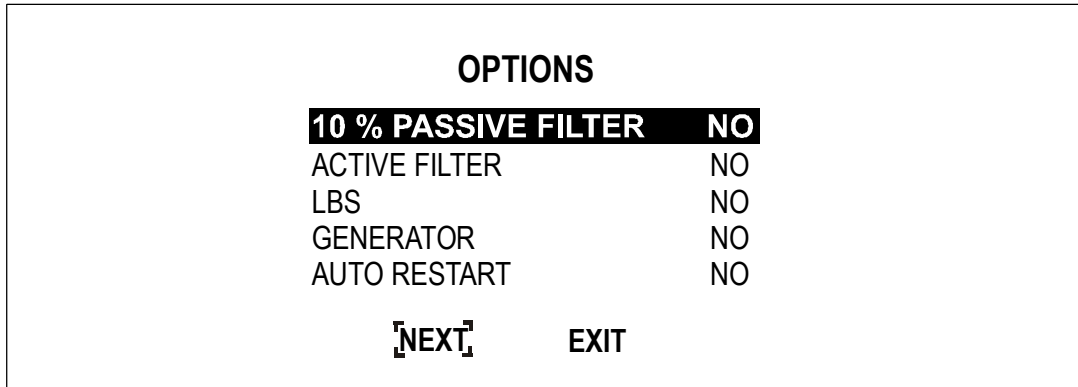 OPTIONS
10 % PASSIVE FILTER NO
ACTIVE FILTER NO
LBS NO
GENERATOR NO
AUTO RESTART NO
NEXT EXIT